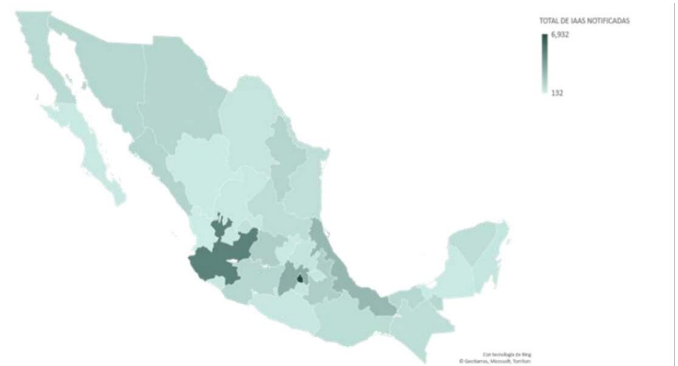 TOTAL DE IAAS NOTIFICADAS
6,932
132
Con tecnología de Bing
© GeoNames, Microsoft, TomTom